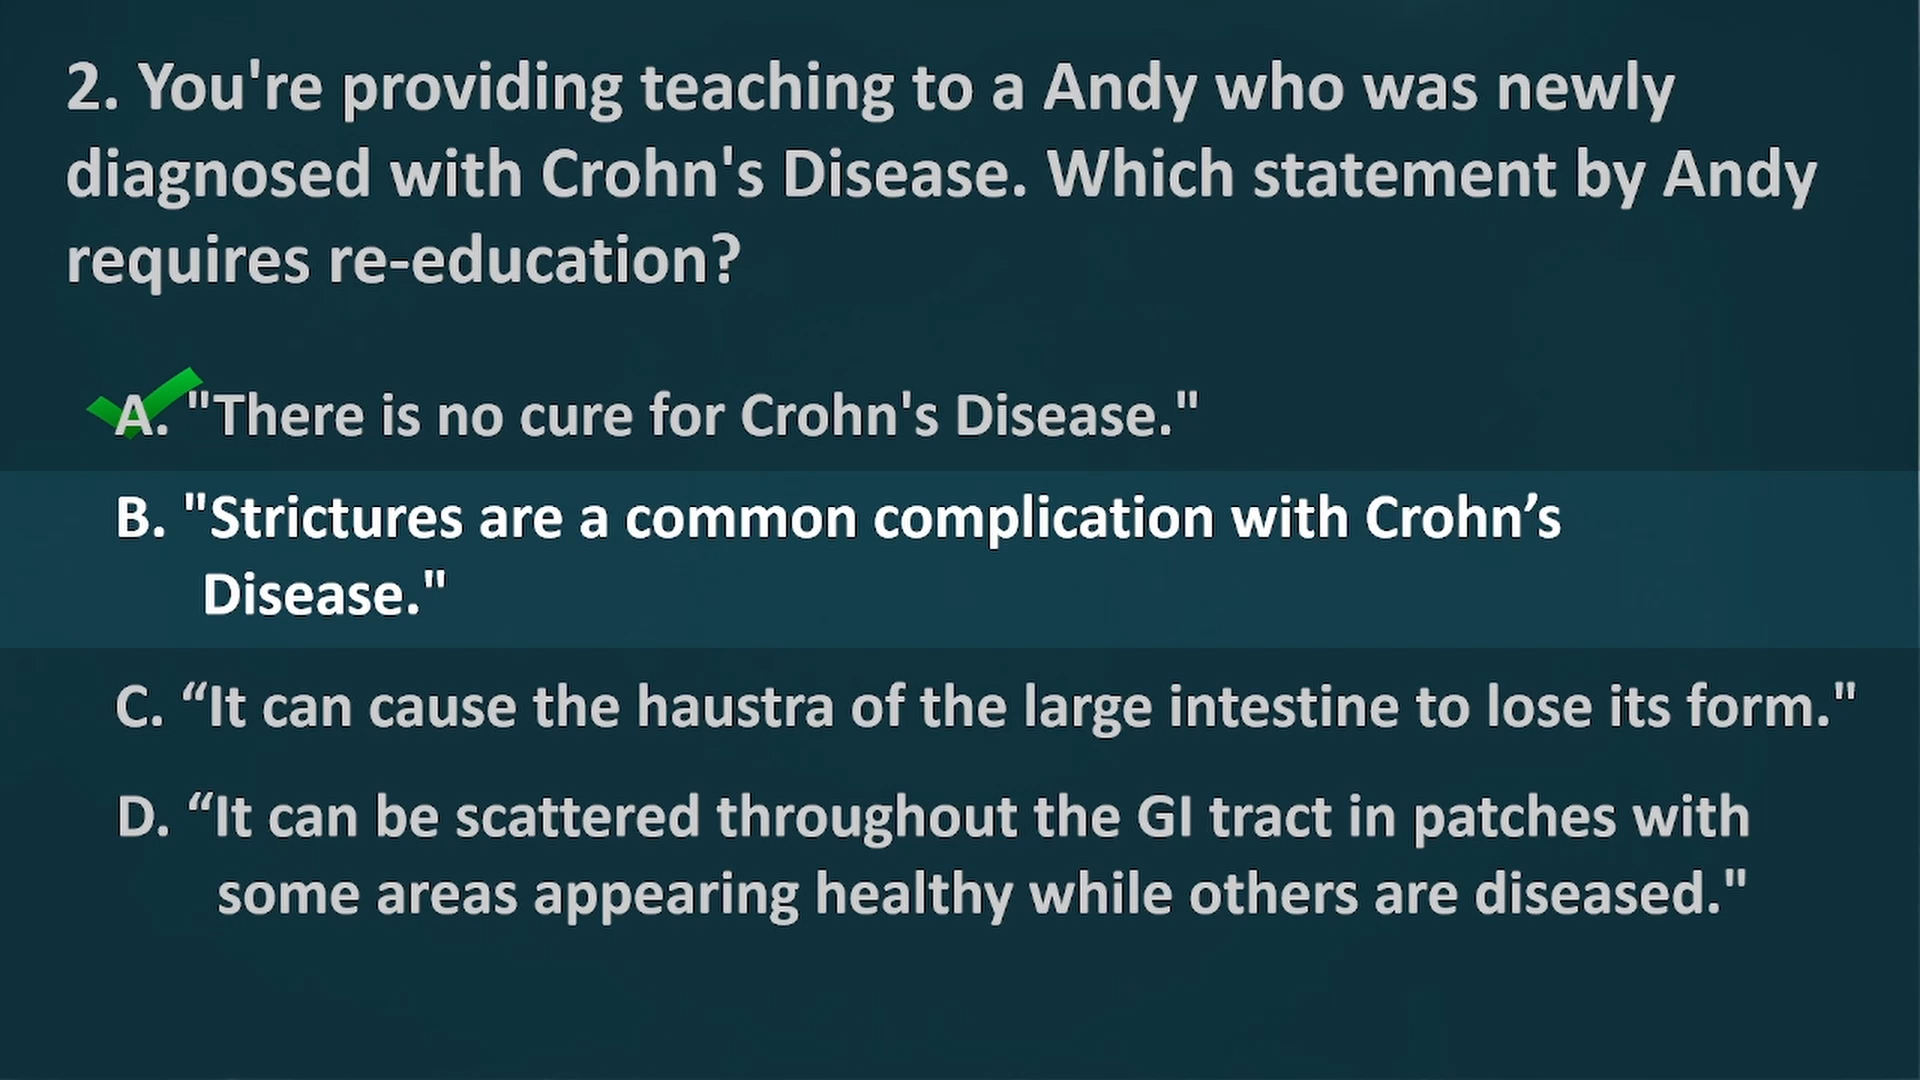 2. You're providing teaching to a Andy who was newly
diagnosed with Crohn's Disease. Which statement by Andy
requires re-education?
A. "There is no cure for Crohn's Disease."
B. "Strictures are a common complication with Crohn’s
Disease."
C. “It can cause the haustra of the large intestine to lose its form."
D. “It can be scattered throughout the GI tract in patches with
some areas appearing healthy while others are diseased."